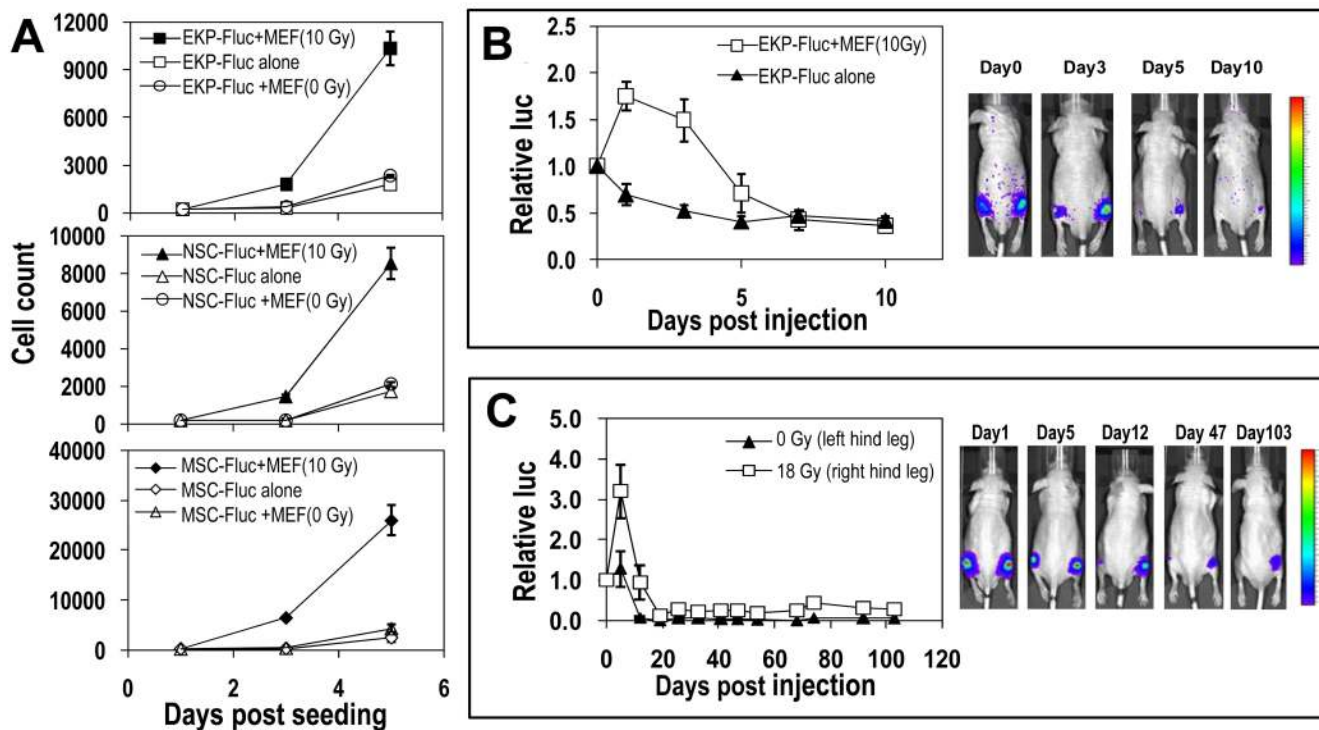 A
Cell count
12000
9000
6000
3000
0
EKP-Fluc+MEF(10 Gy)
EKP-Fluc alone
EKP-Fluc +MEF(0 Gy)
10000
8000
6000
4000
2000
0
NSC-Fluc+MEF(10 Gy)
NSC-Fluc alone
NSC-Fluc +MEF(0 Gy)
40000
30000
20000
10000
0
MSC-Fluc+MEF(10 Gy)
MSC-Fluc alone
MSC-Fluc +MEF(0 Gy)
0 2 4 6
Days post seeding
B
Relative luc
2.5
2.0
1.5
1.0
0.5
0.0
EKP-Fluc+MEF(10Gy)
EKP-Fluc alone
0 5 10
Days post injection
Day0 Day3 Day5 Day10
C
Relative luc
5.0
4.0
3.0
2.0
1.0
0.0
0 Gy (left hind leg)
18 Gy (right hind leg)
0 20 40 60 80 100 120
Days post injection
Day1 Day5 Day12 Day 47 Day103